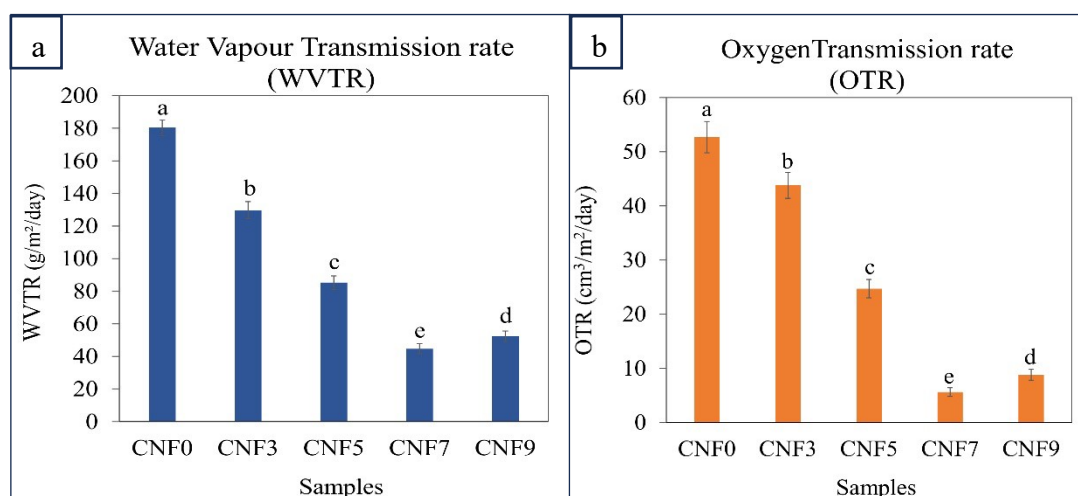 a
Water Vapour Transmission rate
(WVTR)
WVTR (g/m²/day)
200
180
160
140
120
100
80
60
40
20
0
a
b
c
e
d
CNF0 CNF3 CNF5 CNF7 CNF9
Samples
b
OxygenTransmission rate
(OTR)
OTR (cm³/m²/day)
60
50
40
30
20
10
0
a
b
c
e
d
CNF0 CNF3 CNF5 CNF7 CNF9
Samples